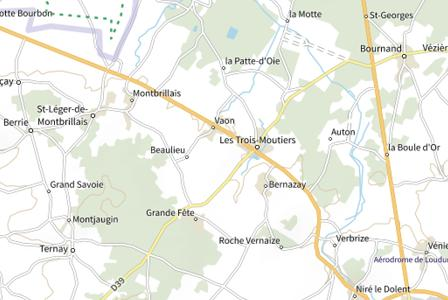 otte Bourbon
la Motte
St-Georges
Bournand
Véziè
la Patte-d'Oie
çay
Montbrillais
St-Léger-de-
Montbrillais
Berrie
Vaon
Les Trois-Moutiers
Auton
la Boule d'Or
Beaulieu
Grand Savoie
Bernazay
Montjaugin
Grande Fête
Ternay
Roche Vernaize
Verbrize
Vénie
Aérodrome de Loudun
D39
Niré le Dolent